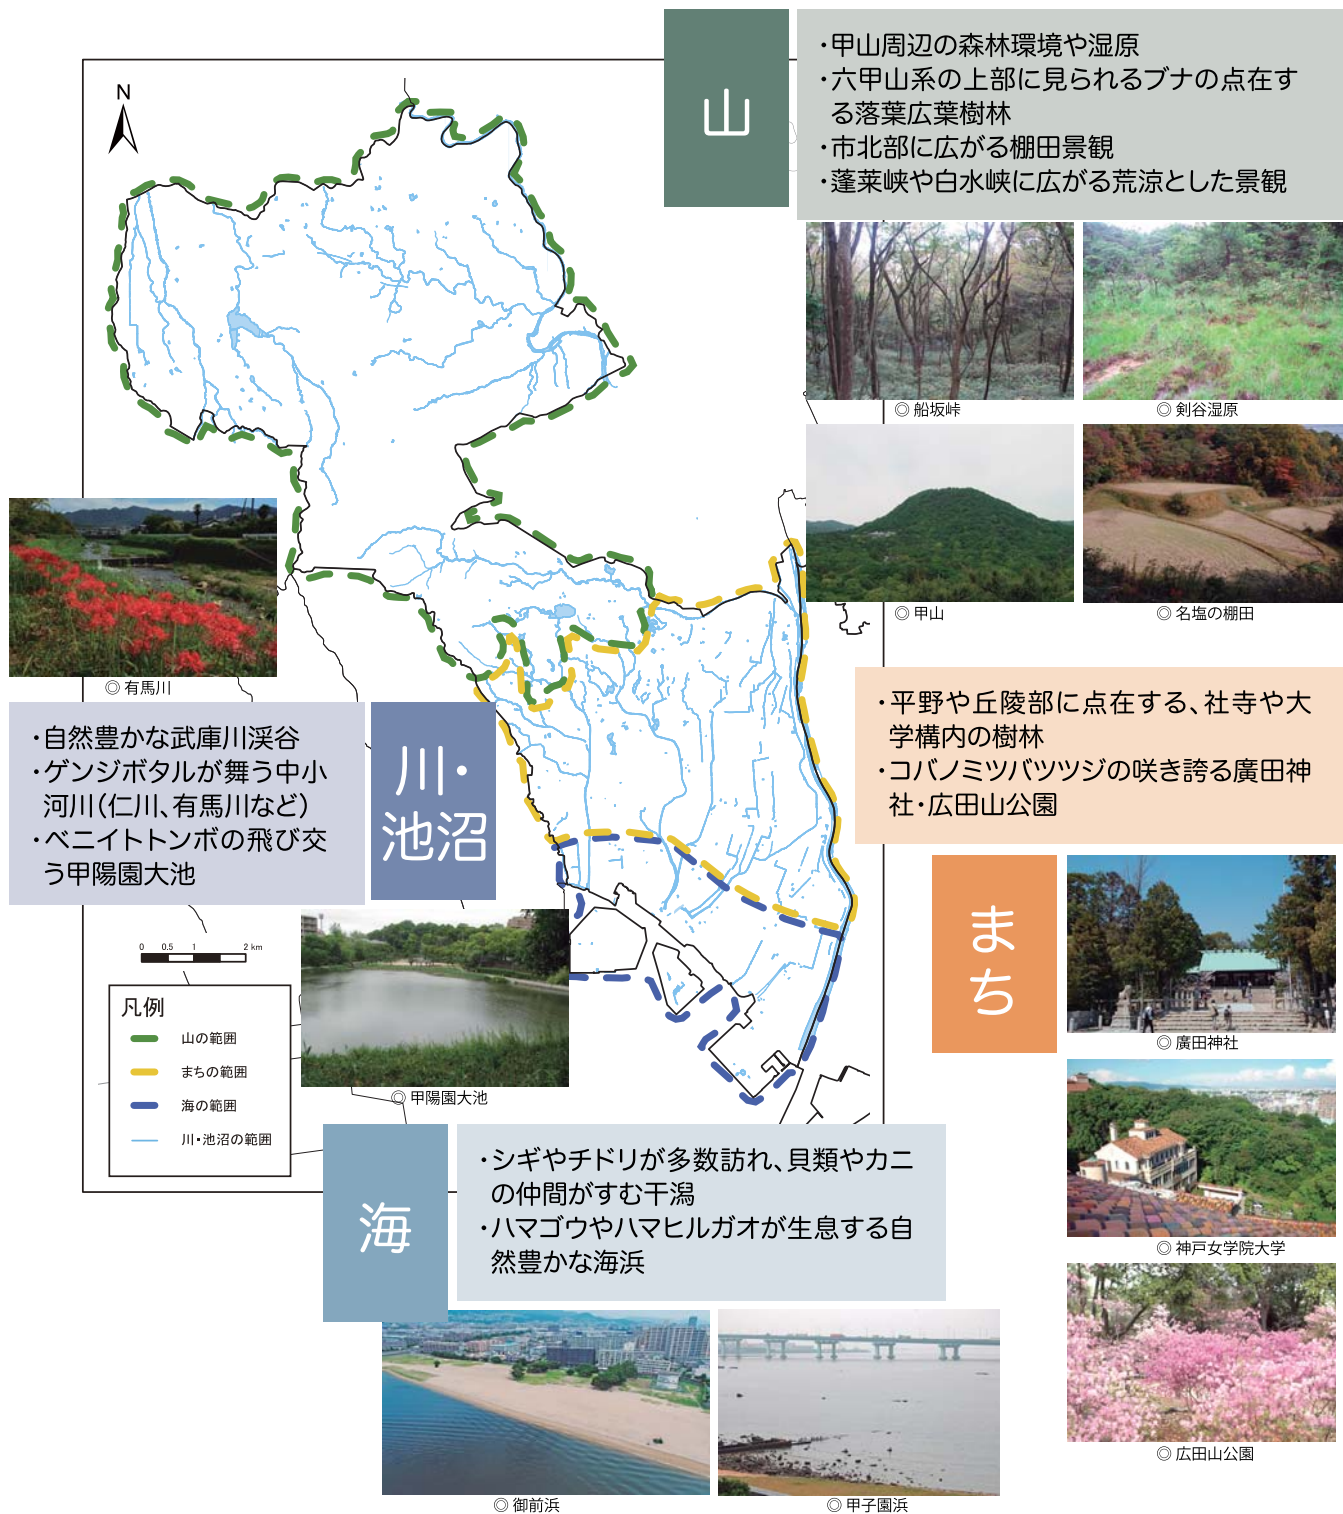 山
・甲山周辺の森林環境や湿原
・六甲山系の上部に見られるブナの点在す
る落葉広葉樹林
・市北部に広がる棚田景観
・蓬莱峡や白水峡に広がる荒涼とした景観
N
◎ 船坂峠
◎ 剣谷湿原
◎ 甲山
◎ 名塩の棚田
◎ 有馬川
・自然豊かな武庫川渓谷
・ゲンジボタルが舞う中小
河川(仁川、有馬川など)
・ベニイトトンボの飛び交
う甲陽園大池
川・
池沼
・平野や丘陵部に点在する、社寺や大
学構内の樹林
・コバノミツバツツジの咲き誇る廣田神
社・広田山公園
まち
◎ 廣田神社
◎ 神戸女学院大学
◎ 広田山公園
0 0.5 1 2 km
凡例
山の範囲
まちの範囲
海の範囲
川・池沼の範囲
◎ 甲陽園大池
海
・シギやチドリが多数訪れ、貝類やカニ
の仲間がすむ干潟
・ハマゴウやハマヒルガオが生息する自
然豊かな海浜
◎ 御前浜
◎ 甲子園浜